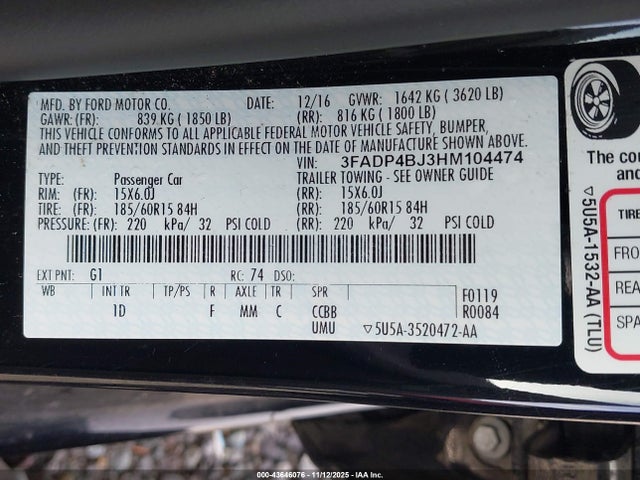 MFD. BY FORD MOTOR CO. DATE: 12/16 GVWR: 1642 KG ( 3620 LB)
GAWR: (FR): 839 KG ( 1850 LB) (RR): 816 KG ( 1800 LB)
THIS VEHICLE CONFORMS TO ALL APPLICABLE FEDERAL MOTOR VEHICLE SAFETY, BUMPER,
AND THEFT PREVENTION STANDARDS IN EFFECT ON THE DATE OF MANUFACTURE SHOWN ABOVE.
VIN: 3FADP4BJ3HM104474
TYPE: Passenger Car TRAILER TOWING - SEE OWNER GUIDE
RIM: (FR): 15X6.0J (RR): 15X6.0J
TIRE: (FR): 185/60R15 84H (RR): 185/60R15 84H
PRESSURE: (FR): 220 kPa/ 32 PSI COLD (RR): 220 kPa/ 32 PSI COLD
EXT PNT: G1 RC: 74 DSO:
WB INT TR TP/PS R AXLE TR SPR F0119
1D F MM C CCBB R0084
UMU ▽5U5A-3520472-AA
The co
and
▽5U5A-1532-AA (TLU)
TIRE
FRO
REA
SPA
000-43646076 - 11/12/2025 - IAA Inc.